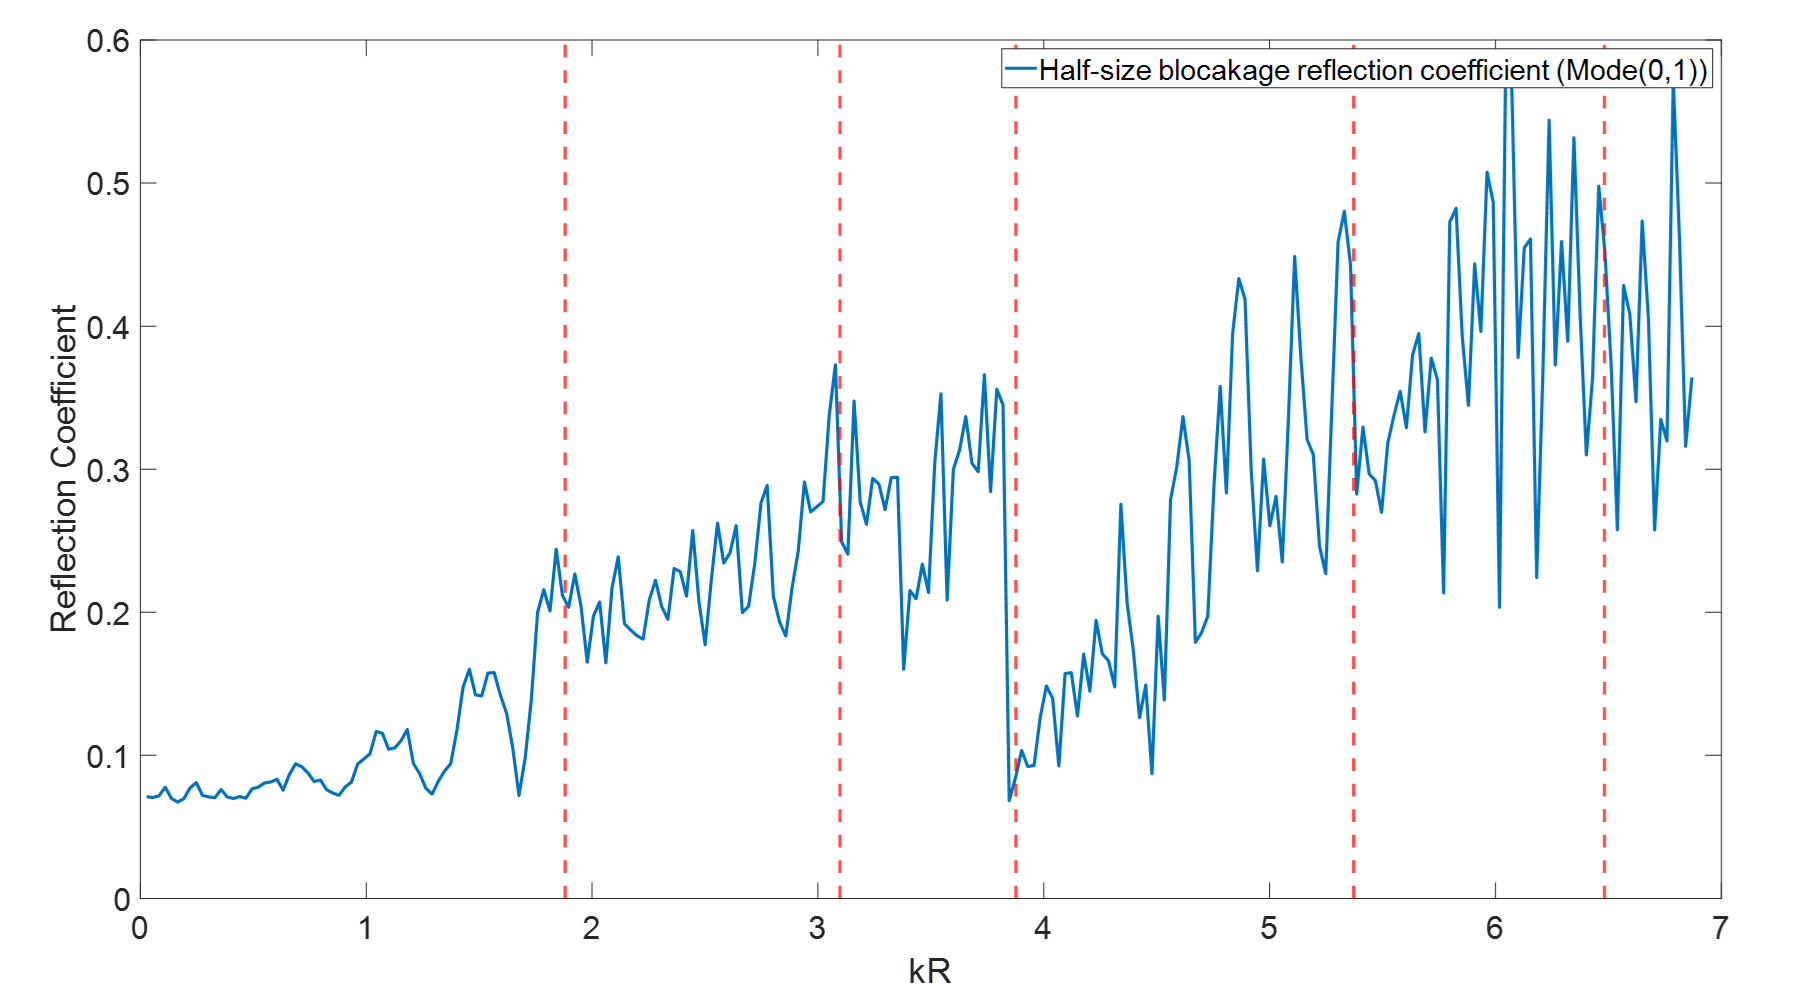 0.6
0.5
0.4
0.3
0.2
0.1
0
Reflection Coefficient
Half-size blocakage reflection coefficient (Mode(0,1))
0 1 2 3 4 5 6 7
kR